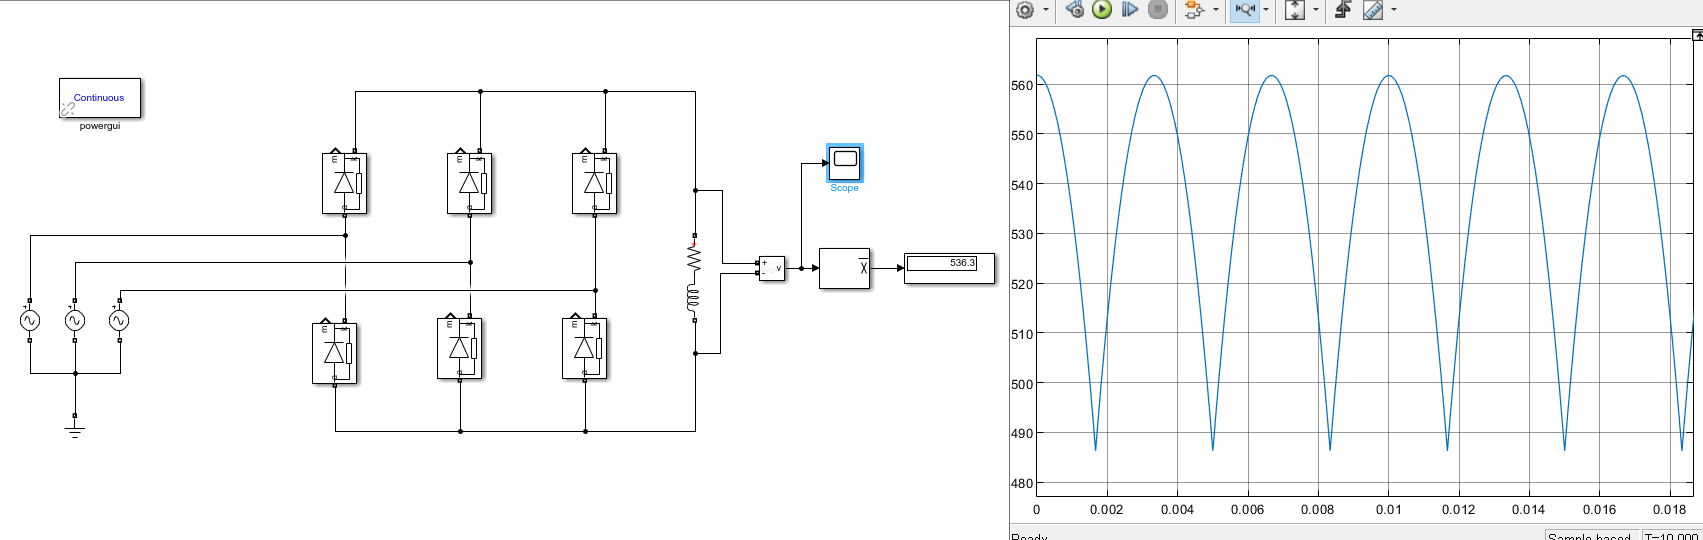 Continuous
powergui
Scope
+
-
v
X
536.3
m
m
m
m
m
m
+
+
+
+
560
550
540
530
520
510
500
490
480
0
0.002
0.004
0.006
0.008
0.01
0.012
0.014
0.016
0.018
Ready
Sample based
T=10.000